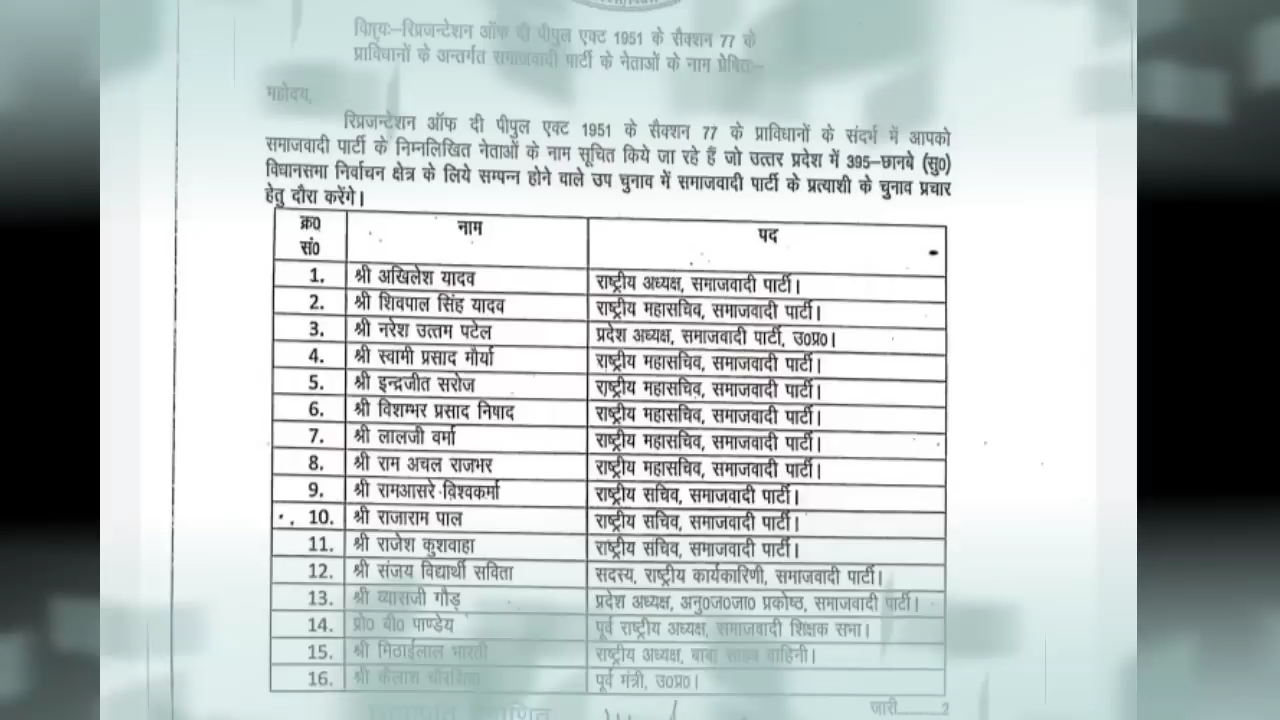 विषयः–रिप्रजन्टेशन ऑफ दी पीपुल एक्ट 1951 के सैक्शन 77 के
प्राविधानों के अन्तर्गत समाजवादी पार्टी के नेताओं के नाम प्रेषितः–
महोदय,
रिप्रजन्टेशन ऑफ दी पीपुल एक्ट 1951 के सैक्शन 77 के प्राविधानों के संदर्भ में आपको
समाजवादी पार्टी के निम्नलिखित नेताओं के नाम सूचित किये जा रहे हैं जो उत्तर प्रदेश में 395–छानबे (सु0)
विधानसभा निर्वाचन क्षेत्र के लिये सम्पन्न होने वाले उप चुनाव में समाजवादी पार्टी के प्रत्याशी के चुनाव प्रचार
हेतु दौरा करेंगे।
क्र0 सं0 नाम पद
1. श्री अखिलेश यादव राष्ट्रीय अध्यक्ष, समाजवादी पार्टी।
2. श्री शिवपाल सिंह यादव राष्ट्रीय महासचिव, समाजवादी पार्टी।
3. श्री नरेश उत्तम पटेल प्रदेश अध्यक्ष, समाजवादी पार्टी, उ0प्र0।
4. श्री स्वामी प्रसाद मौर्या राष्ट्रीय महासचिव, समाजवादी पार्टी।
5. श्री इन्द्रजीत सरोज राष्ट्रीय महासचिव, समाजवादी पार्टी।
6. श्री विशम्भर प्रसाद निषाद राष्ट्रीय महासचिव, समाजवादी पार्टी।
7. श्री लालजी वर्मा राष्ट्रीय महासचिव, समाजवादी पार्टी।
8. श्री राम अचल राजभर राष्ट्रीय महासचिव, समाजवादी पार्टी।
9. श्री रामआसरे विश्वकर्मा राष्ट्रीय सचिव, समाजवादी पार्टी।
10. श्री राजाराम पाल राष्ट्रीय सचिव, समाजवादी पार्टी।
11. श्री राजेश कुशवाहा राष्ट्रीय सचिव, समाजवादी पार्टी।
12. श्री संजय विद्यार्थी सविता सदस्य, राष्ट्रीय कार्यकारिणी, समाजवादी पार्टी।
13. श्री व्यासजी गौड़ प्रदेश अध्यक्ष, अनु0ज0जा0 प्रकोष्ठ, समाजवादी पार्टी।
14. प्रो0 बी0 पाण्डेय पूर्व राष्ट्रीय अध्यक्ष, समाजवादी शिक्षक सभा।
15. श्री मिठाईलाल भारती राष्ट्रीय अध्यक्ष, बाबा साहब वाहिनी।
16. श्री कैलाश चौरसिया पूर्व मंत्री, उ0प्र0।
जारी.........2